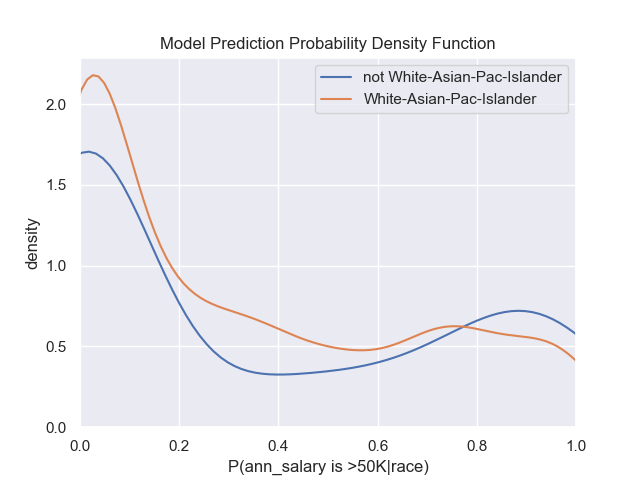 Model Prediction Probability Density Function
not White-Asian-Pac-Islander
White-Asian-Pac-Islander
density
2.0
1.5
1.0
0.5
0.0
0.0 0.2 0.4 0.6 0.8 1.0
P(ann_salary is >50K|race)